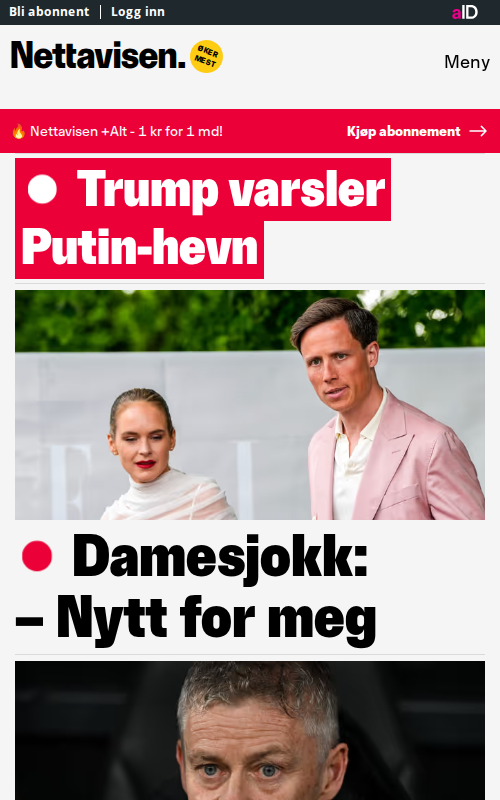 Bli abonnent
Logg inn
aID
Nettavisen.
ØKER
MEST
Meny
🔥 Nettavisen +Alt - 1 kr for 1 md!
Kjøp abonnement →
Trump varsler
Putin-hevn
Damesjokk:
– Nytt for meg